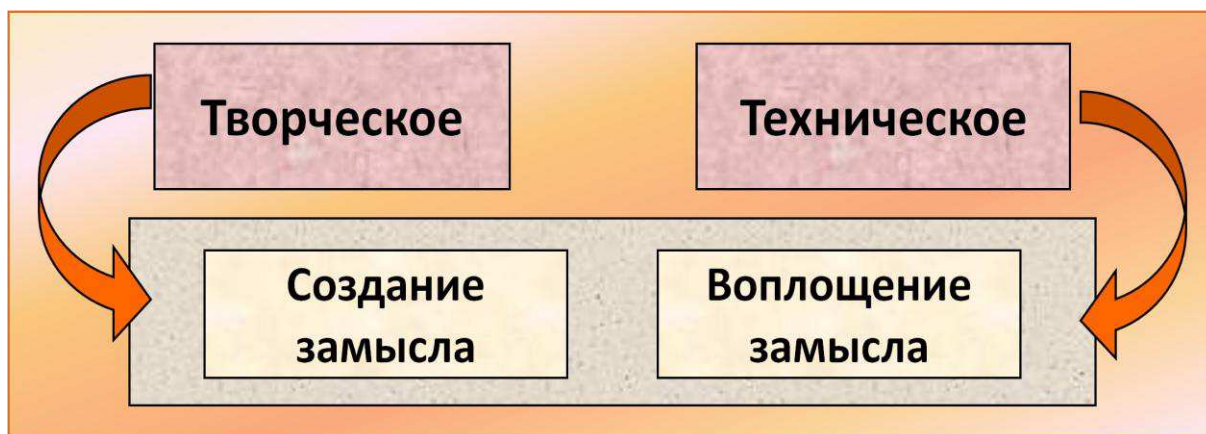 Творческое
Техническое
Создание
замысла
Воплощение
замысла